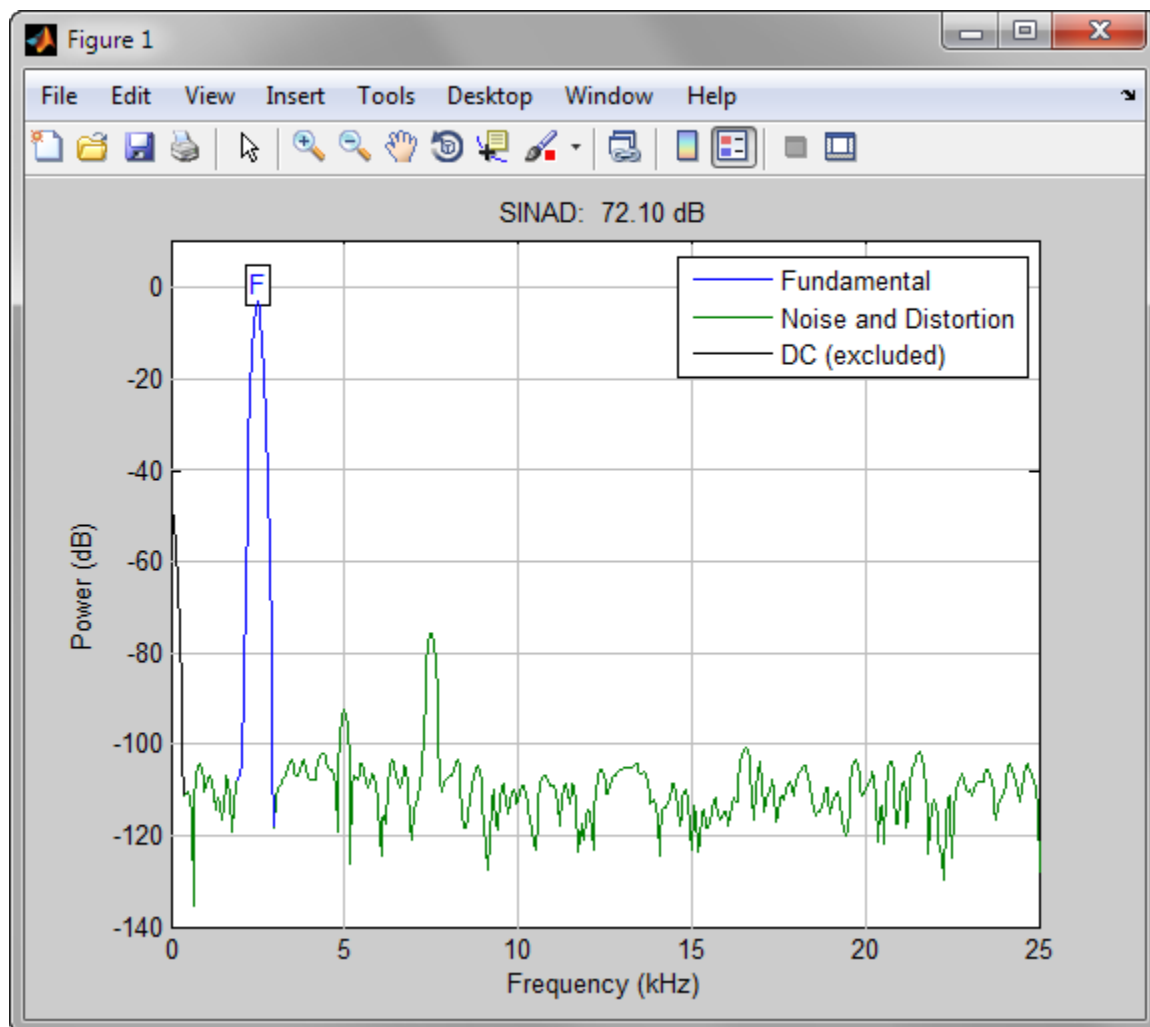 Figure 1
File Edit View Insert Tools Desktop Window Help
SINAD: 72.10 dB
F
Fundamental
Noise and Distortion
DC (excluded)
0
-20
-40
-60
-80
-100
-120
-140
Power (dB)
0 5 10 15 20 25
Frequency (kHz)